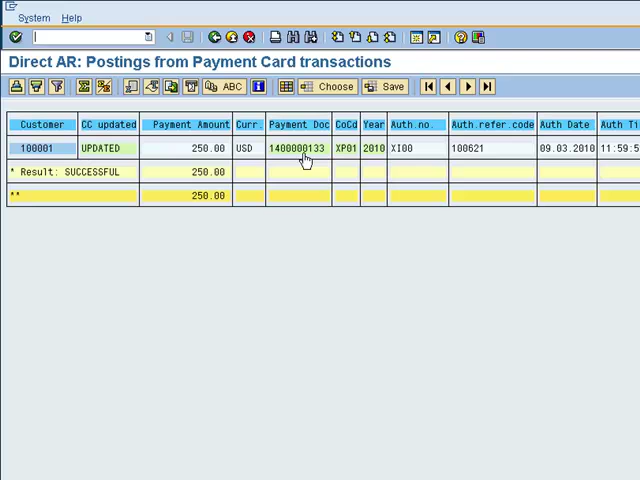 System Help
Direct AR: Postings from Payment Card transactions
ABC Choose Save
Customer CC updated Payment Amount Curr. Payment Doc CoCd Year Auth.no. Auth.refer.code Auth Date Auth Ti
100001 UPDATED 250.00 USD 1400000133 XP01 2010 XI00 100621 09.03.2010 11:59:5
* Result: SUCCESSFUL 250.00
** 250.00